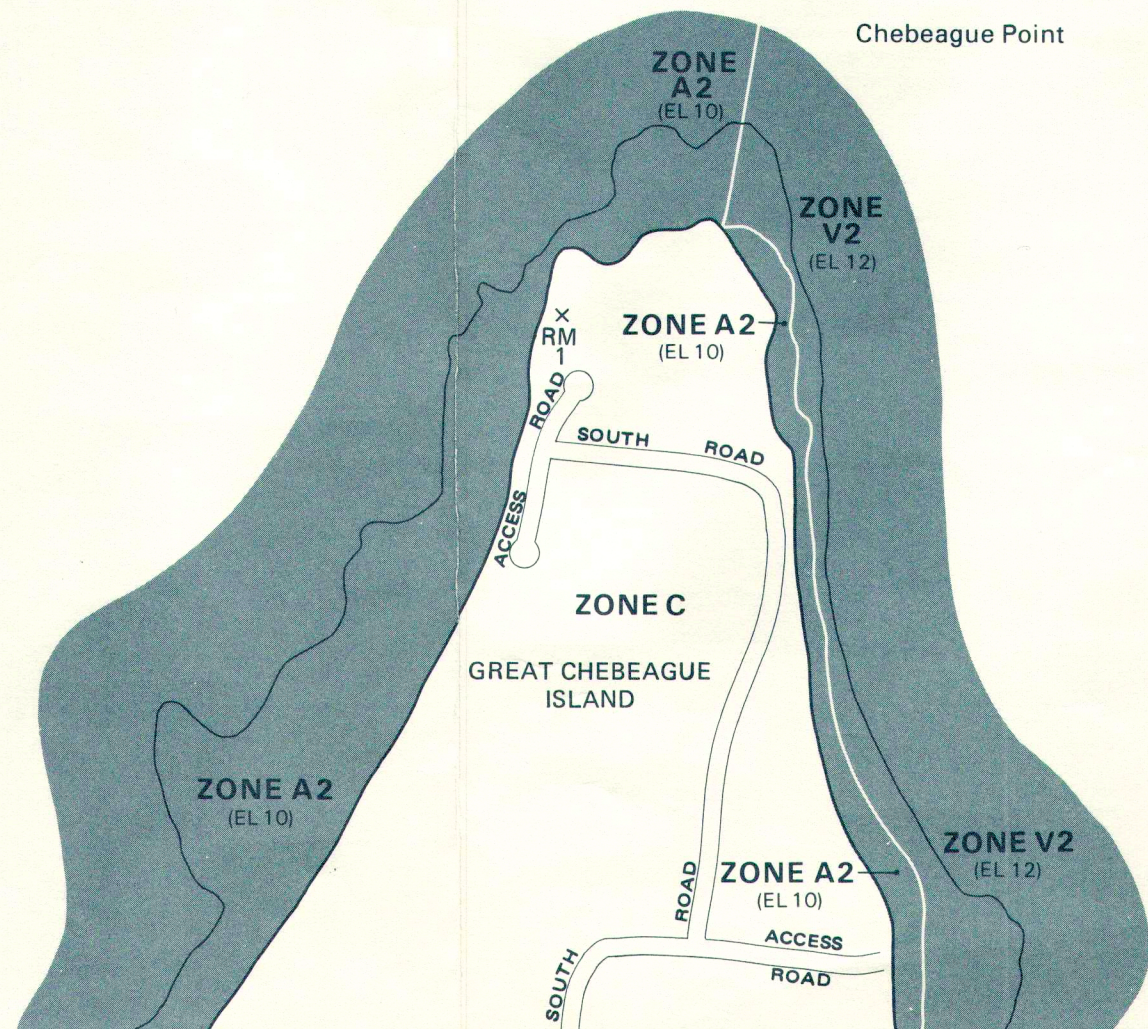 Chebeague Point
ZONE
A2
(EL 10)
ZONE
V2
(EL 12)
ZONE A2
(EL 10)
RM
1
ROAD
SOUTH ROAD
ACCESS
ZONE C
GREAT CHEBEAGUE
ISLAND
ZONE A2
(EL 10)
ZONE V2
(EL 12)
ZONE A2
(EL 10)
ROAD
ACCESS
ROAD
SOUTH